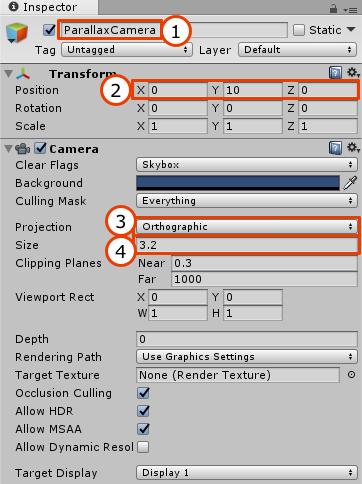 Inspector
ParallaxCamera 1 Static
Tag Untagged Layer Default
Transform
2 Position X 0 Y 10 Z 0
Rotation X 0 Y 0 Z 0
Scale X 1 Y 1 Z 1
Camera
Clear Flags Skybox
Background
Culling Mask Everything
3
Projection Orthographic
Size 4 3.2
Clipping Planes Near 0.3
Far 1000
Viewport Rect X 0 Y 0
W 1 H 1
Depth 0
Rendering Path Use Graphics Settings
Target Texture None (Render Texture)
Occlusion Culling
Allow HDR
Allow MSAA
Allow Dynamic Resol
Target Display Display 1